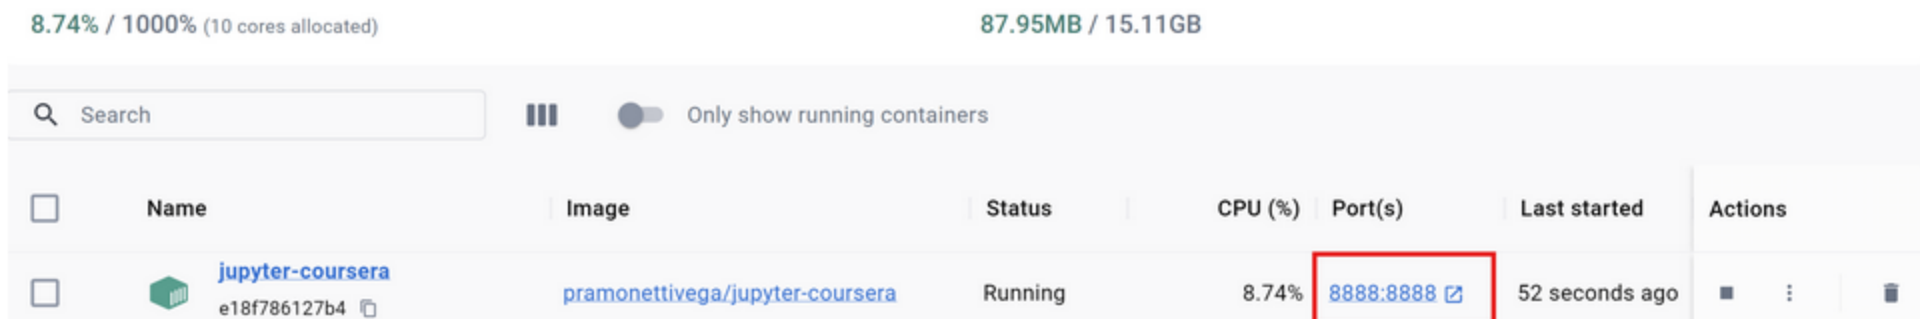 8.74% / 1000% (10 cores allocated) 87.95MB / 15.11GB
Search Only show running containers
Name Image Status CPU (%) Port(s) Last started Actions
jupyter-coursera
e18f786127b4
pramonettivega/jupyter-coursera Running 8.74% 8888:8888 52 seconds ago